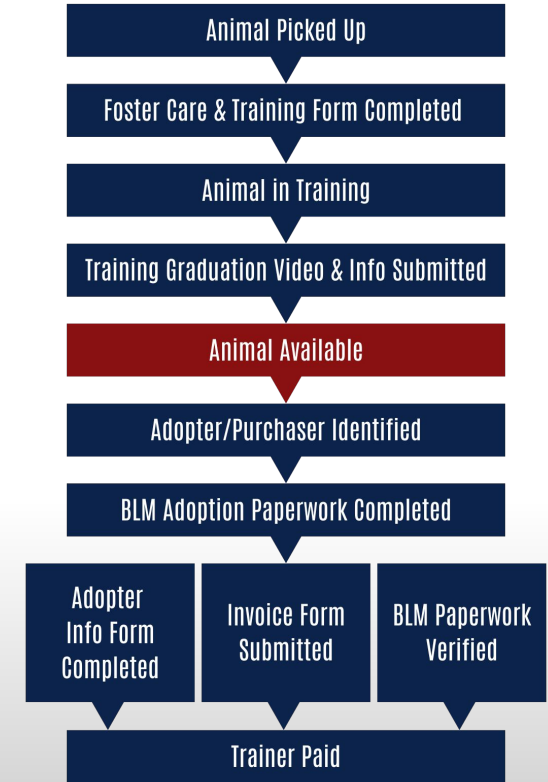 Animal Picked Up
Foster Care & Training Form Completed
Animal in Training
Training Graduation Video & Info Submitted
Animal Available
Adopter/Purchaser Identified
BLM Adoption Paperwork Completed
Adopter
Info Form
Completed
Invoice Form
Submitted
BLM Paperwork
Verified
Trainer Paid